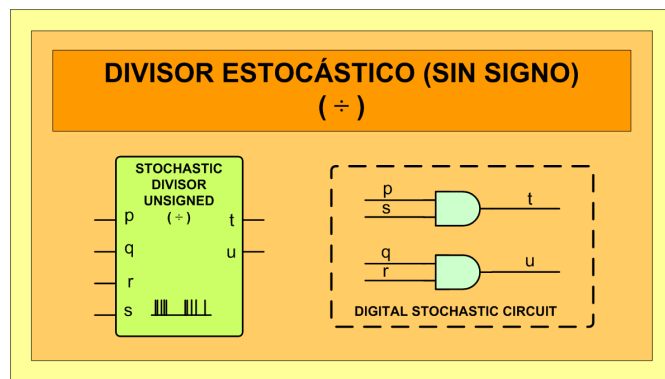 DIVISOR ESTOCÁSTICO (SIN SIGNO)
( ÷ )
STOCHASTIC
DIVISOR
UNSIGNED
( ÷ )
p
q
r
s
t
u
p
s
t
q
r
u
DIGITAL STOCHASTIC CIRCUIT